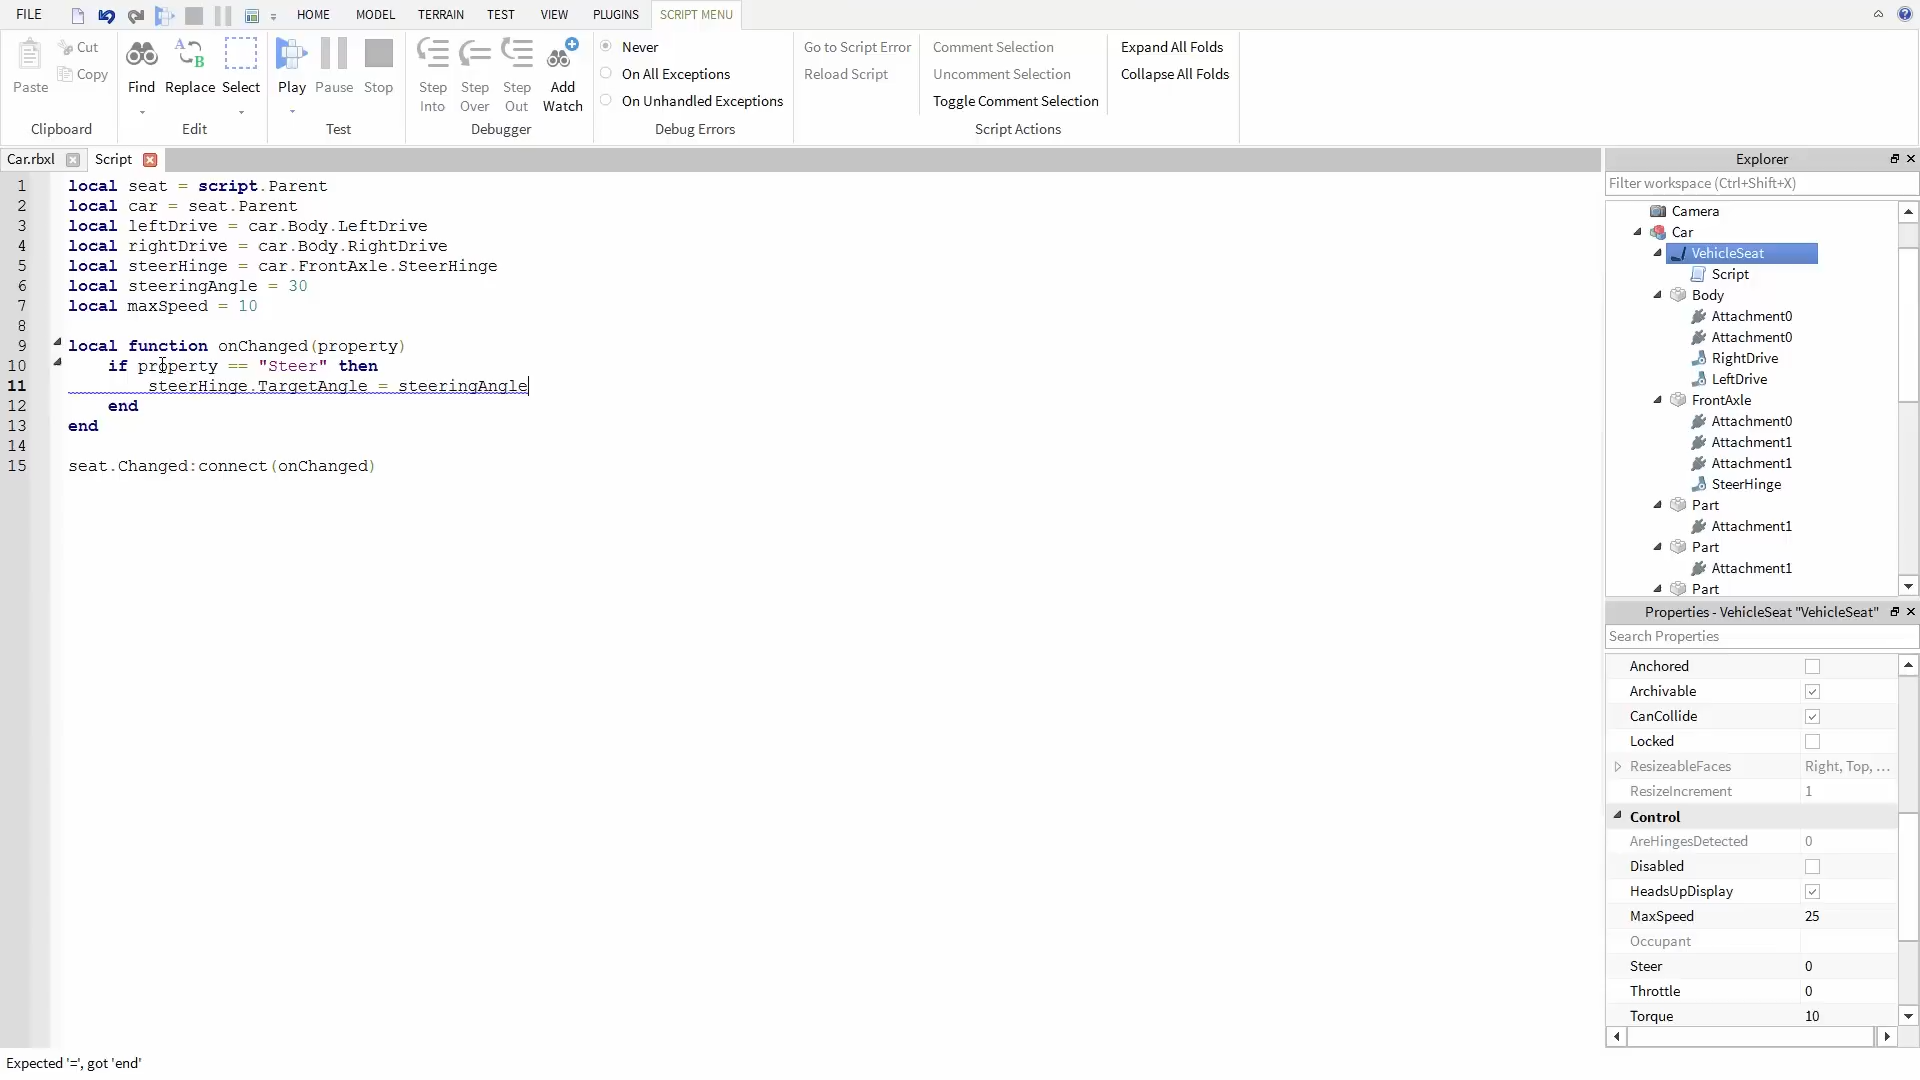 FILE HOME MODEL TERRAIN TEST VIEW PLUGINS SCRIPT MENU
Paste Cut Copy
Clipboard
Find Replace Select
Edit
Play Pause Stop
Test
Step Into Step Over Step Out Add Watch
Debugger
Never
On All Exceptions
On Unhandled Exceptions
Debug Errors
Go to Script Error
Reload Script
Comment Selection
Uncomment Selection
Toggle Comment Selection
Script Actions
Expand All Folds
Collapse All Folds
Car.rbxl Script
1 local seat = script.Parent
2 local car = seat.Parent
3 local leftDrive = car.Body.LeftDrive
4 local rightDrive = car.Body.RightDrive
5 local steerHinge = car.FrontAxle.SteerHinge
6 local steeringAngle = 30
7 local maxSpeed = 10
8
9 local function onChanged(property)
10 if property == "Steer" then
11 steerHinge.TargetAngle = steeringAngle
12 end
13 end
14
15 seat.Changed:connect(onChanged)
Expected '=', got 'end'
Explorer
Filter workspace (Ctrl+Shift+X)
Camera
Car
VehicleSeat
Script
Body
Attachment0
Attachment0
RightDrive
LeftDrive
FrontAxle
Attachment0
Attachment1
Attachment1
SteerHinge
Part
Attachment1
Part
Attachment1
Part
Properties - VehicleSeat "VehicleSeat"
Search Properties
Anchored
Archivable
CanCollide
Locked
ResizeableFaces Right, Top, ...
ResizeIncrement 1
Control
AreHingesDetected 0
Disabled
HeadsUpDisplay
MaxSpeed 25
Occupant
Steer 0
Throttle 0
Torque 10